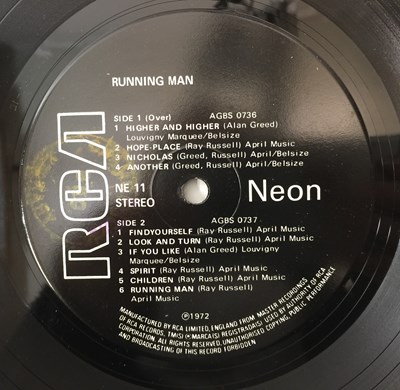 RUNNING MAN
SIDE 1 (Over) AGBS 0736
1 HIGHER AND HIGHER (Alan Greed)
Louvigny Marquee/Belsize
2 HOPE-PLACE (Ray Russell) April Music
3 NICHOLAS (Greed, Russell) April/Belsize
4 ANOTHER (Greed, Russell) April/Belsize
RCA
NE 11
STEREO
Neon
SIDE 2 AGBS 0737
1 FINDYOURSELF (Ray Russell) April Music
2 LOOK AND TURN (Ray Russell) April Music
3 IF YOU LIKE (Alan Greed) Louvigny
Marquee/Belsize
4 SPIRIT (Ray Russell) April Music
5 CHILDREN (Ray Russell) April Music
6 RUNNING MAN (Ray Russell)
April Music
℗1972
MANUFACTURED BY RCA LIMITED, ENGLAND FROM MASTER RECORDINGS
OF RCA RECORDS, TM(S) ® MARCA(S) REGISTRADA(S) USED BY AUTHORITY OF RCA
CORPORATION. ALL RIGHTS RESERVED. UNAUTHORISED COPYING, PUBLIC PERFORMANCE
AND BROADCASTING OF THIS RECORD FORBIDDEN